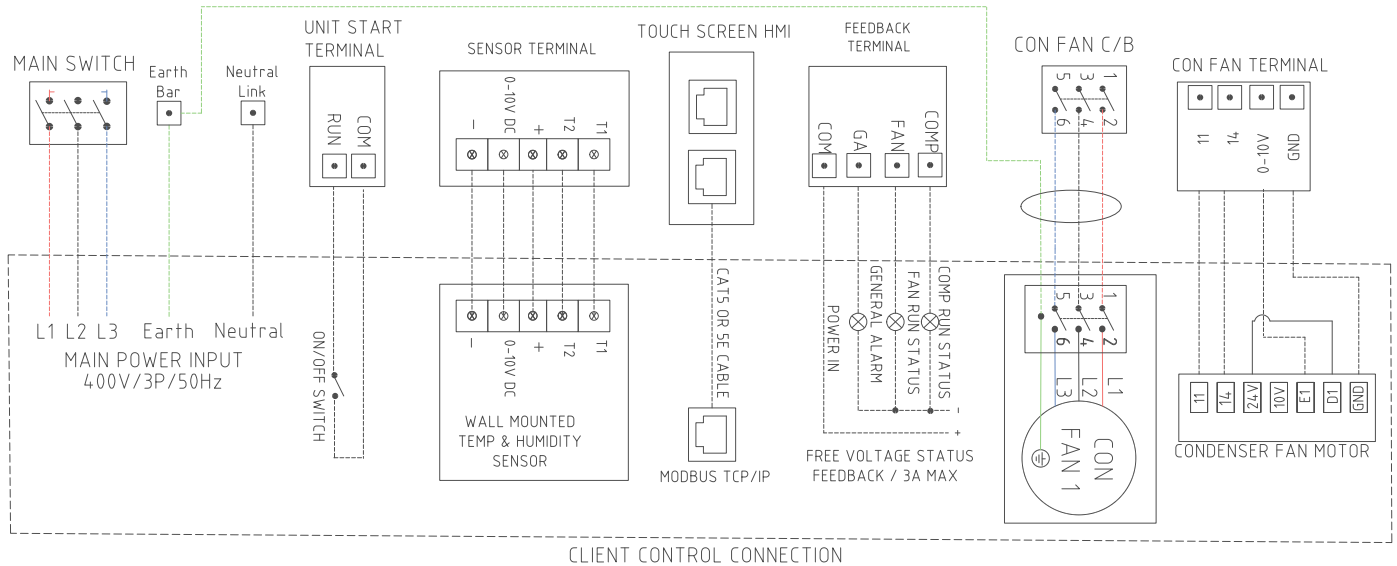 MAIN SWITCH
Earth
Bar
Neutral
Link
UNIT START
TERMINAL
RUN
COM
SENSOR TERMINAL
-
0-10V DC
+
T2
T1
TOUCH SCREEN HMI
FEEDBACK
TERMINAL
COM
GA
FAN
COMP
CON FAN C/B
5
3
1
6
4
2
CON FAN TERMINAL
11
14
0-10V
GND
L1
L2
L3
Earth
Neutral
MAIN POWER INPUT
400V/3P/50Hz
ON/OFF SWITCH
-
0-10V DC
+
T2
T1
WALL MOUNTED
TEMP & HUMIDITY
SENSOR
CAT5 OR 5E CABLE
MODBUS TCP/IP
POWER IN
GENERAL ALARM
FAN RUN STATUS
COMP RUN STATUS
-
+
FREE VOLTAGE STATUS
FEEDBACK / 3A MAX
5
3
1
6
4
2
L3
L2
L1
CON
FAN 1
11
14
24V
10V
E1
D1
GND
CONDENSER FAN MOTOR
CLIENT CONTROL CONNECTION